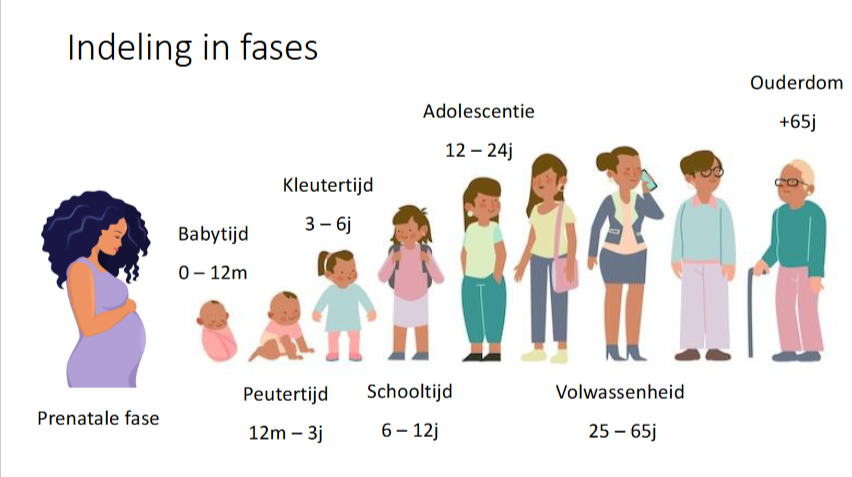 Indeling in fases
Prenatale fase
Babytijd
0 – 12m
Peutertijd
12m – 3j
Kleutertijd
3 – 6j
Schooltijd
6 – 12j
Adolescentie
12 – 24j
Volwassenheid
25 – 65j
Ouderdom
+65j